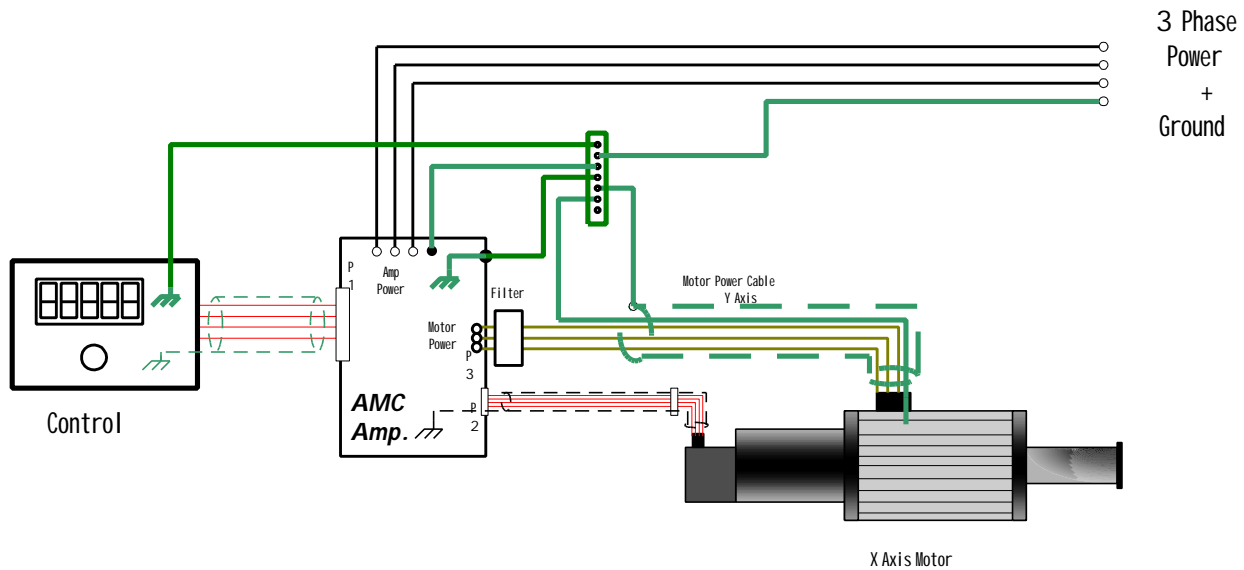 3 Phase
Power
+
Ground
P
1
Amp
Power
Filter
Motor Power Cable
Y Axis
Motor
Power
P
3
AMC
Amp.
P
2
Control
X Axis Motor